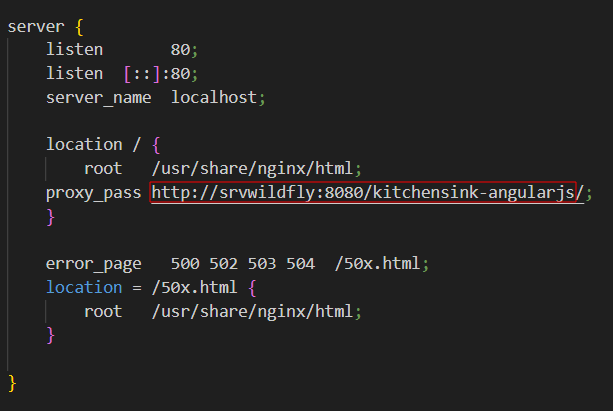 server {
    listen       80;
    listen  [::]:80;
    server_name  localhost;

    location / {
        root   /usr/share/nginx/html;
    proxy_pass http://srvwildfly:8080/kitchensink-angularjs/;
    }

    error_page   500 502 503 504  /50x.html;
    location = /50x.html {
        root   /usr/share/nginx/html;
    }

}